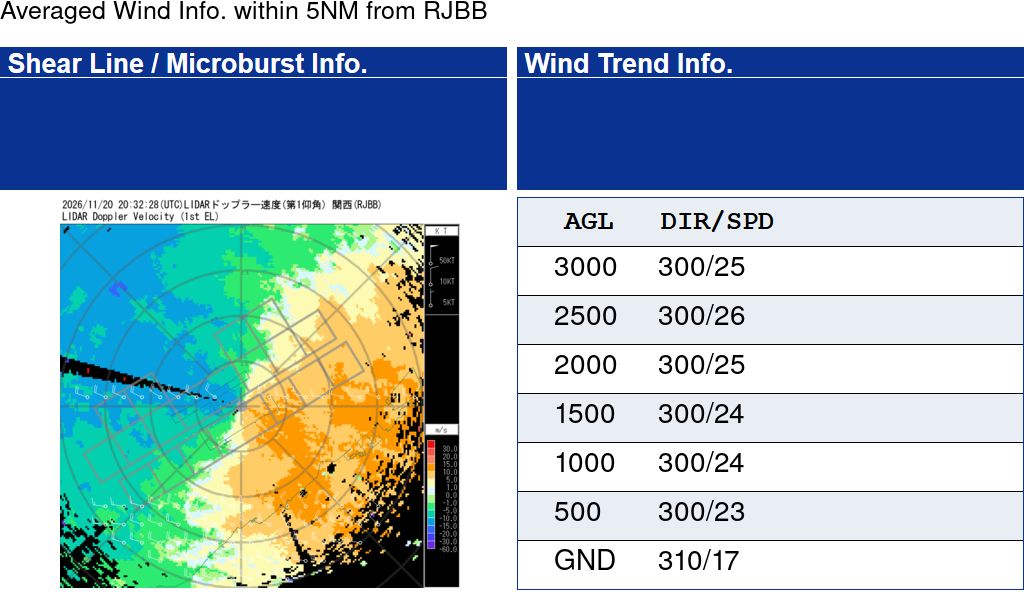 Averaged Wind Info. within 5NM from RJBB
Shear Line / Microburst Info.
Wind Trend Info.
2026/11/20 20:32:28(UTC)LIDARドップラー速度(第1仰角) 関西(RJBB)
LIDAR Doppler Velocity (1st EL)
KT
50KT
10KT
5KT
m/s
30.0
20.0
15.0
10.0
5.0
1.0
0.0
-1.0
-5.0
-10.0
-15.0
-20.0
-30.0
-60.0
AGL DIR/SPD
3000 300/25
2500 300/26
2000 300/25
1500 300/24
1000 300/24
500 300/23
GND 310/17